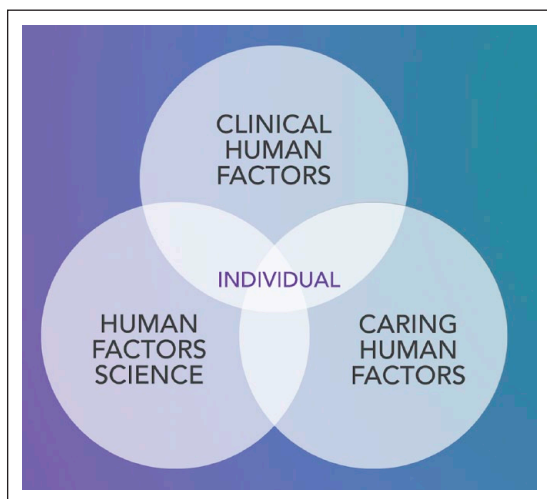 CLINICAL
HUMAN
FACTORS
INDIVIDUAL
HUMAN
FACTORS
SCIENCE
CARING
HUMAN
FACTORS